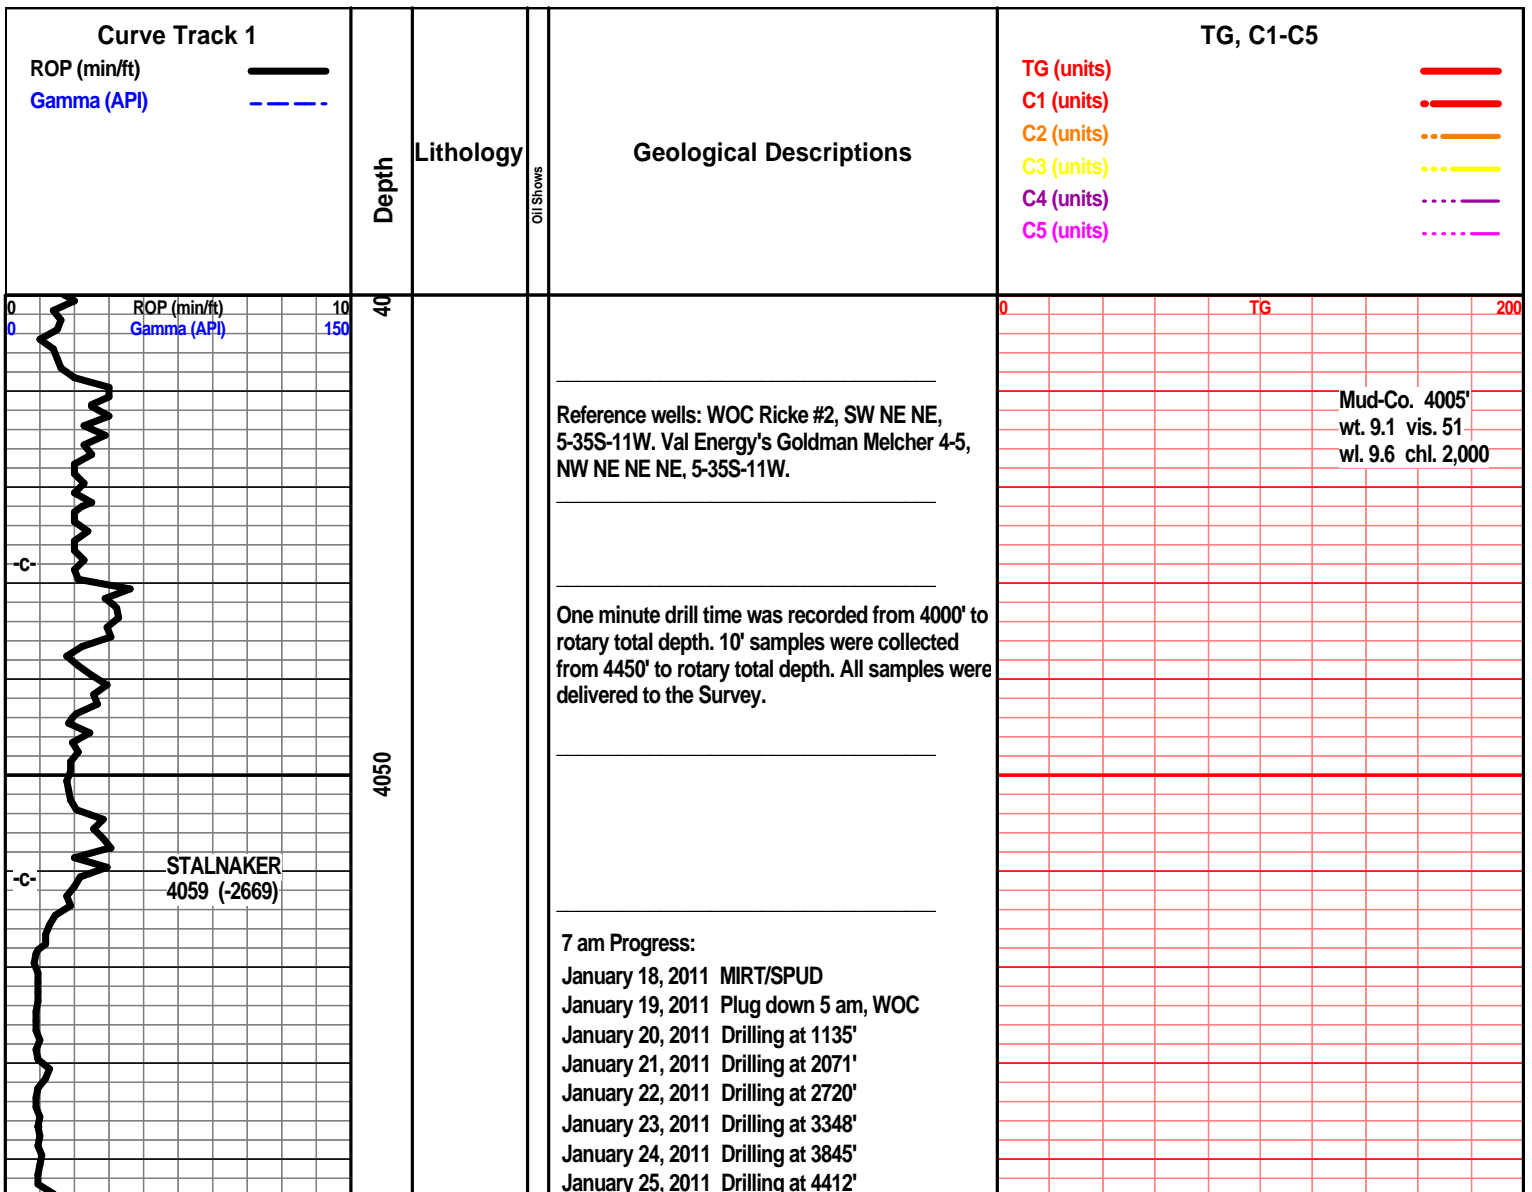 Curve Track 1
ROP (min/ft)
Gamma (API)
Depth
Lithology
Oil Shows
Geological Descriptions
TG, C1-C5
TG (units)
C1 (units)
C2 (units)
C3 (units)
C4 (units)
C5 (units)
0 ROP (min/ft) 10
0 Gamma (API) 150
40
0 TG 200
Mud-Co. 4005'
wt. 9.1 vis. 51
wl. 9.6 chl. 2,000
Reference wells: WOC Ricke #2, SW NE NE,
5-35S-11W. Val Energy's Goldman Melcher 4-5,
NW NE NE NE, 5-35S-11W.
-c-
One minute drill time was recorded from 4000' to
rotary total depth. 10' samples were collected
from 4450' to rotary total depth. All samples were
delivered to the Survey.
4050
STALNAKER
4059 (-2669)
-c-
7 am Progress:
January 18, 2011 MIRT/SPUD
January 19, 2011 Plug down 5 am, WOC
January 20, 2011 Drilling at 1135'
January 21, 2011 Drilling at 2071'
January 22, 2011 Drilling at 2720'
January 23, 2011 Drilling at 3348'
January 24, 2011 Drilling at 3845'
January 25, 2011 Drilling at 4412'